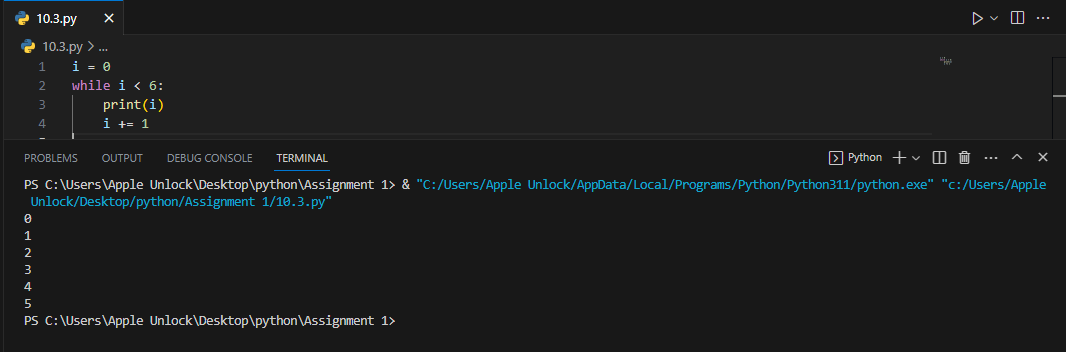 10.3.py
10.3.py > ...
1 i = 0
2 while i < 6:
3     print(i)
4     i += 1
PROBLEMS OUTPUT DEBUG CONSOLE TERMINAL Python
PS C:\Users\Apple Unlock\Desktop\python\Assignment 1> & "C:/Users/Apple Unlock/AppData/Local/Programs/Python/Python311/python.exe" "c:/Users/Apple
Unlock/Desktop/python/Assignment 1/10.3.py"
0
1
2
3
4
5
PS C:\Users\Apple Unlock\Desktop\python\Assignment 1>